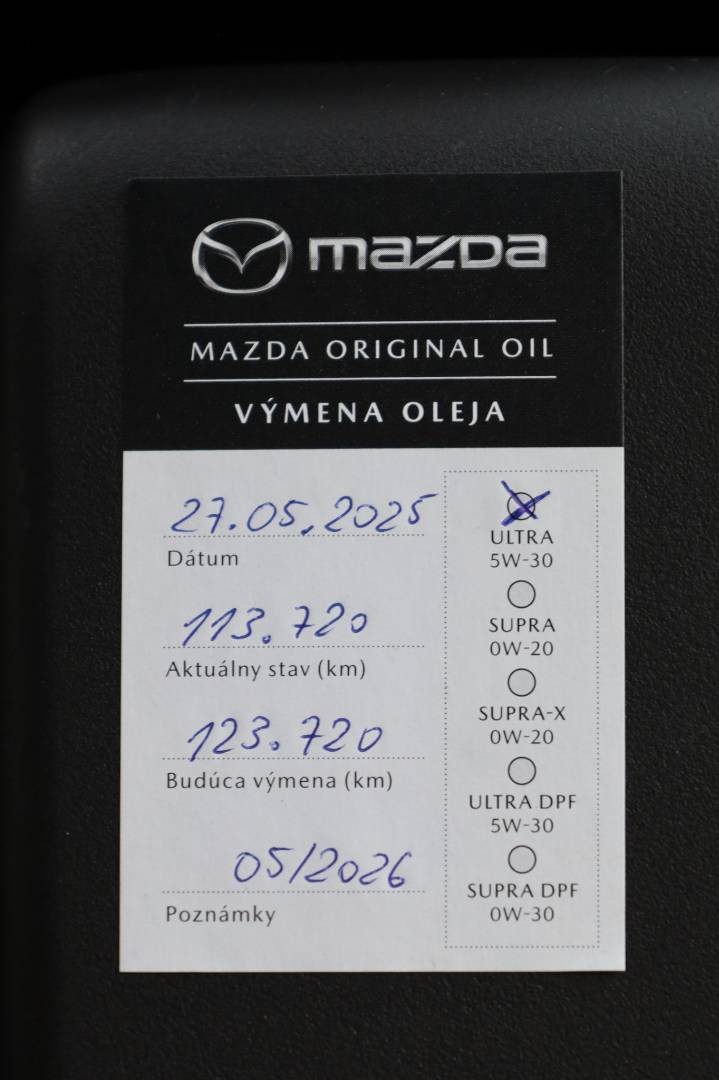 mazda
MAZDA ORIGINAL OIL
VÝMENA OLEJA
27.05.2025
Dátum
113.720
Aktuálny stav (km)
123.720
Budúca výmena (km)
05/2026
Poznámky
ULTRA
5W-30
SUPRA
0W-20
SUPRA-X
0W-20
ULTRA DPF
5W-30
SUPRA DPF
0W-30